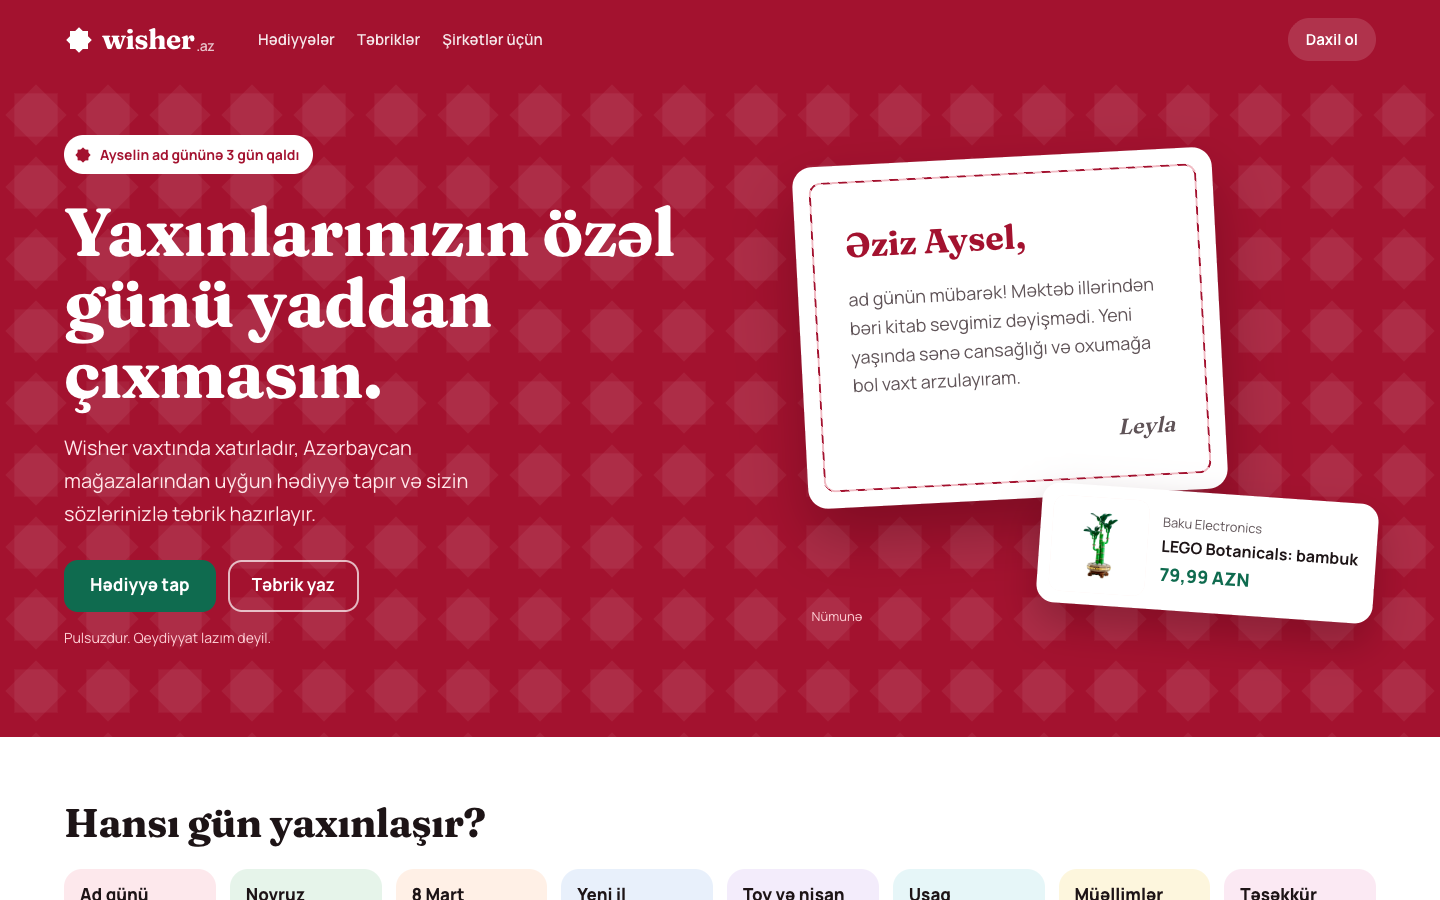 wisher.az
Hədiyyələr
Təbriklər
Şirkətlər üçün
Daxil ol
Ayselin ad gününə 3 gün qaldı
Yaxınlarınızın özəl
günü yaddan
çıxmasın.
Wisher vaxtında xatırladır, Azərbaycan
mağazalarından uyğun hədiyyə tapır və sizin
sözlərinizlə təbrik hazırlayır.
Hədiyyə tap
Təbrik yaz
Pulsuzdur. Qeydiyyat lazım deyil.
Əziz Aysel,
ad günün mübarək! Məktəb illərindən
bəri kitab sevgimiz dəyişmədi. Yeni
yaşında sənə cansağlığı və oxumağa
bol vaxt arzulayıram.
Leyla
Baku Electronics
LEGO Botanicals: bambuk
79,99 AZN
Nümunə
Hansı gün yaxınlaşır?
Ad günü
Novruz
8 Mart
Yeni il
Toy və nişan
Uşaq
Müəllimlər
Təşəkkür